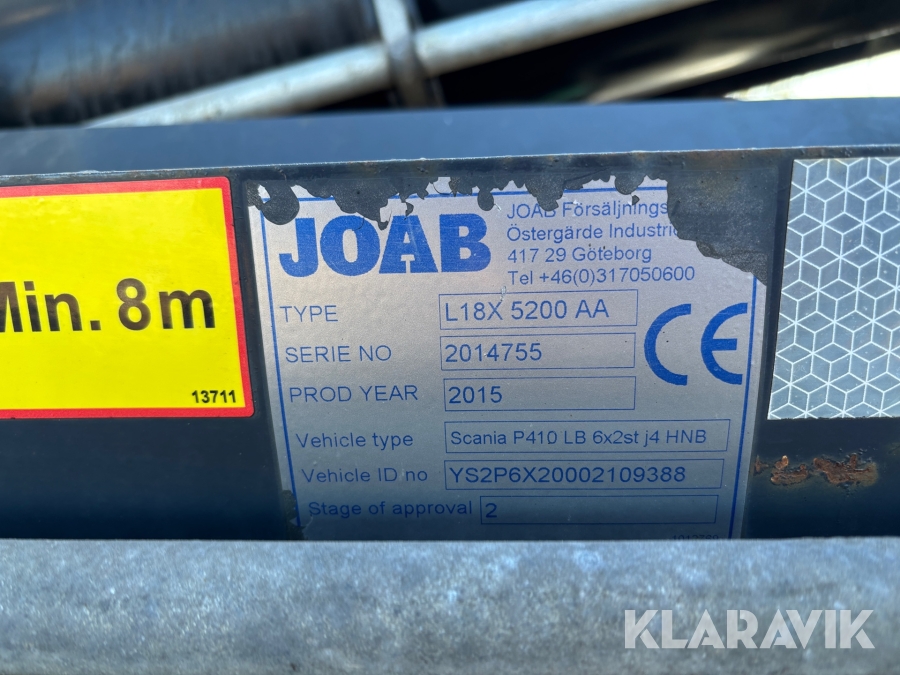 Min. 8m
13711
JOAB
JOAB Försäljnings
Östergärde Industri
417 29 Göteborg
Tel +46(0)317050600
TYPE L18X 5200 AA
SERIE NO 2014755
PROD YEAR 2015
CE
Vehicle type Scania P410 LB 6x2st j4 HNB
Vehicle ID no YS2P6X20002109388
Stage of approval 2
KLARAVIK